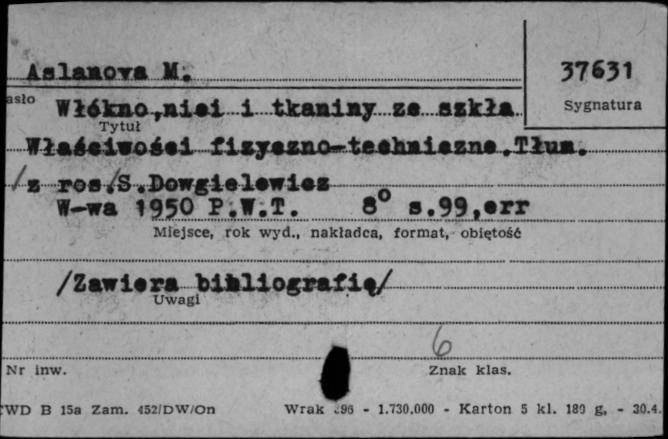 Aslanova M. 37631
asło Sygnatura
Włókno,nici i tkaniny ze szkła
Tytuł
Właściwości fizyczno-techniczne.Tłum.
/z ros/S.Dowgielewicz
W-wa 1950 P.W.T. 8° s.99,err
Miejsce, rok wyd., nakładca, format, objętość
/Zawiera bibliografię/
Uwagi
6
Nr inw. Znak klas.
CWD B 15a Zam. 452/DW/On Wrak 96 - 1.730.000 - Karton 5 kl. 180 g, - 30.4.